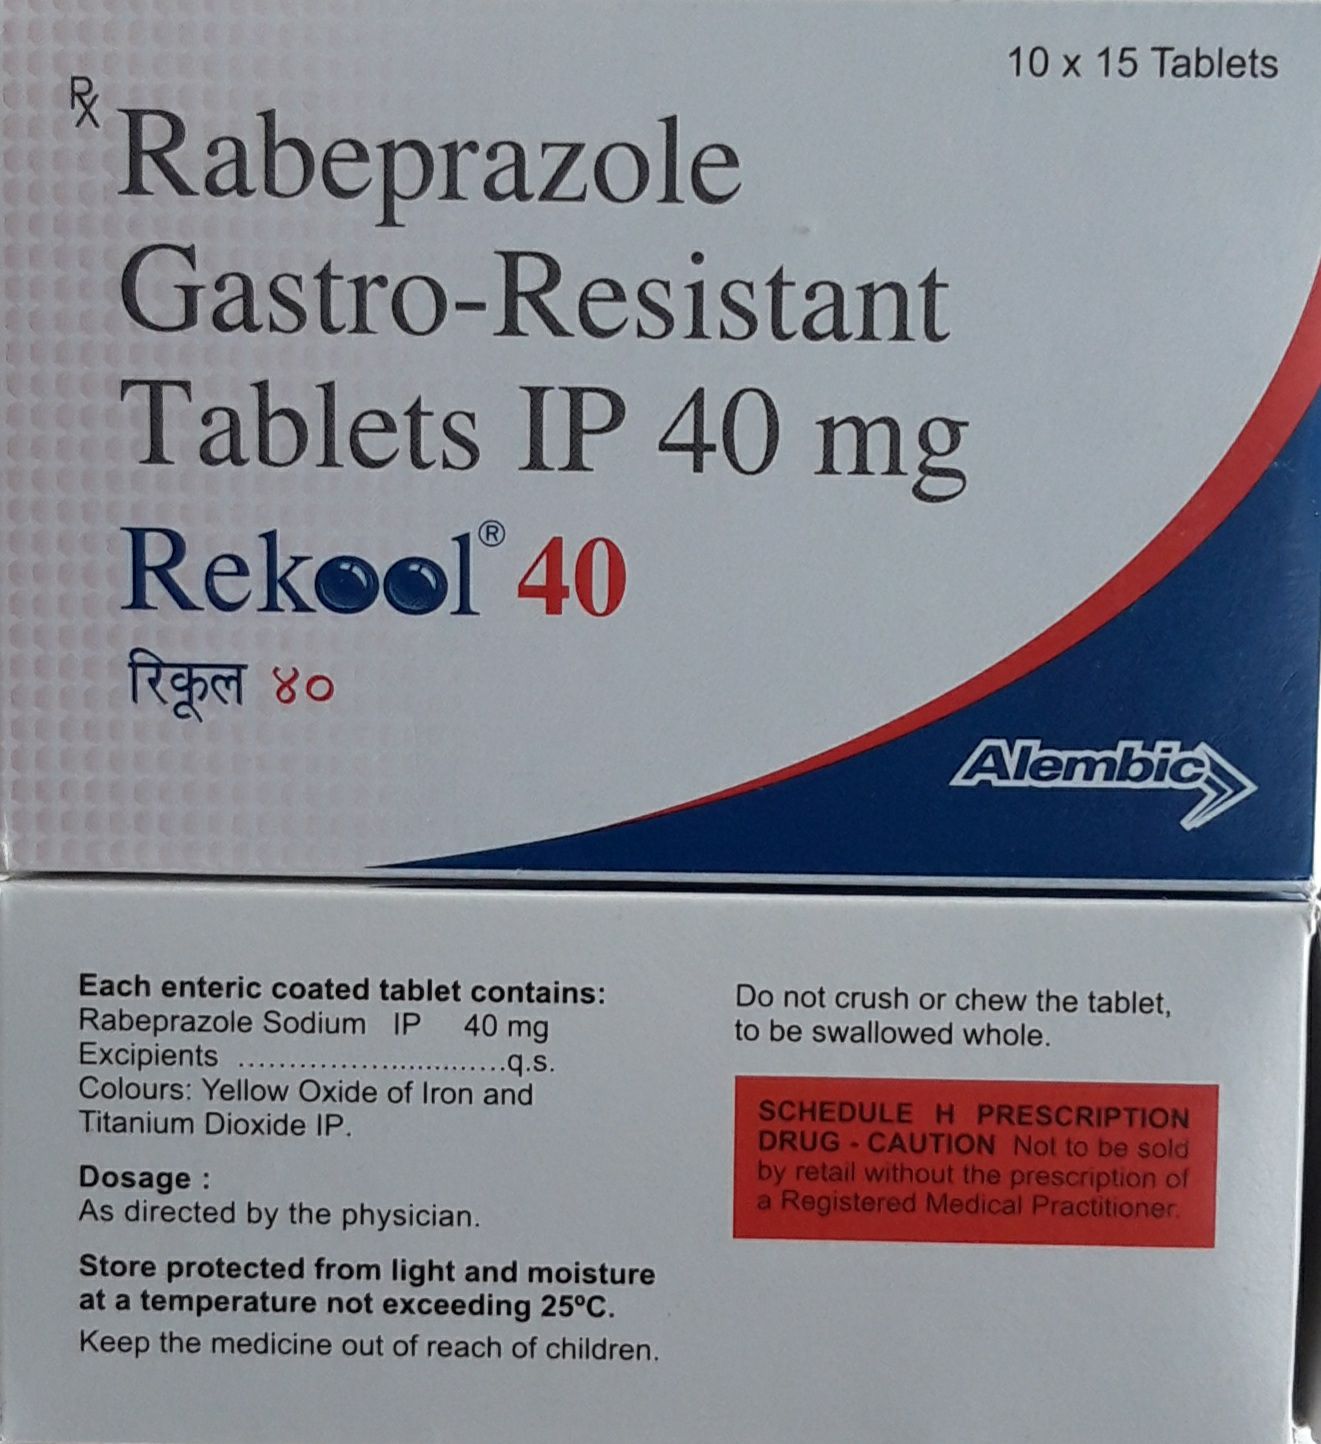 10 x 15 Tablets
Rx Rabeprazole
Gastro-Resistant
Tablets IP 40 mg
Rekool® 40
रिकूल ४०
Alembic
Each enteric coated tablet contains:
Rabeprazole Sodium IP 40 mg
Excipients ............................q.s.
Colours: Yellow Oxide of Iron and
Titanium Dioxide IP.
Dosage :
As directed by the physician.
Store protected from light and moisture
at a temperature not exceeding 25ºC.
Keep the medicine out of reach of children.
Do not crush or chew the tablet,
to be swallowed whole.
SCHEDULE H PRESCRIPTION
DRUG - CAUTION Not to be sold
by retail without the prescription of
a Registered Medical Practitioner.